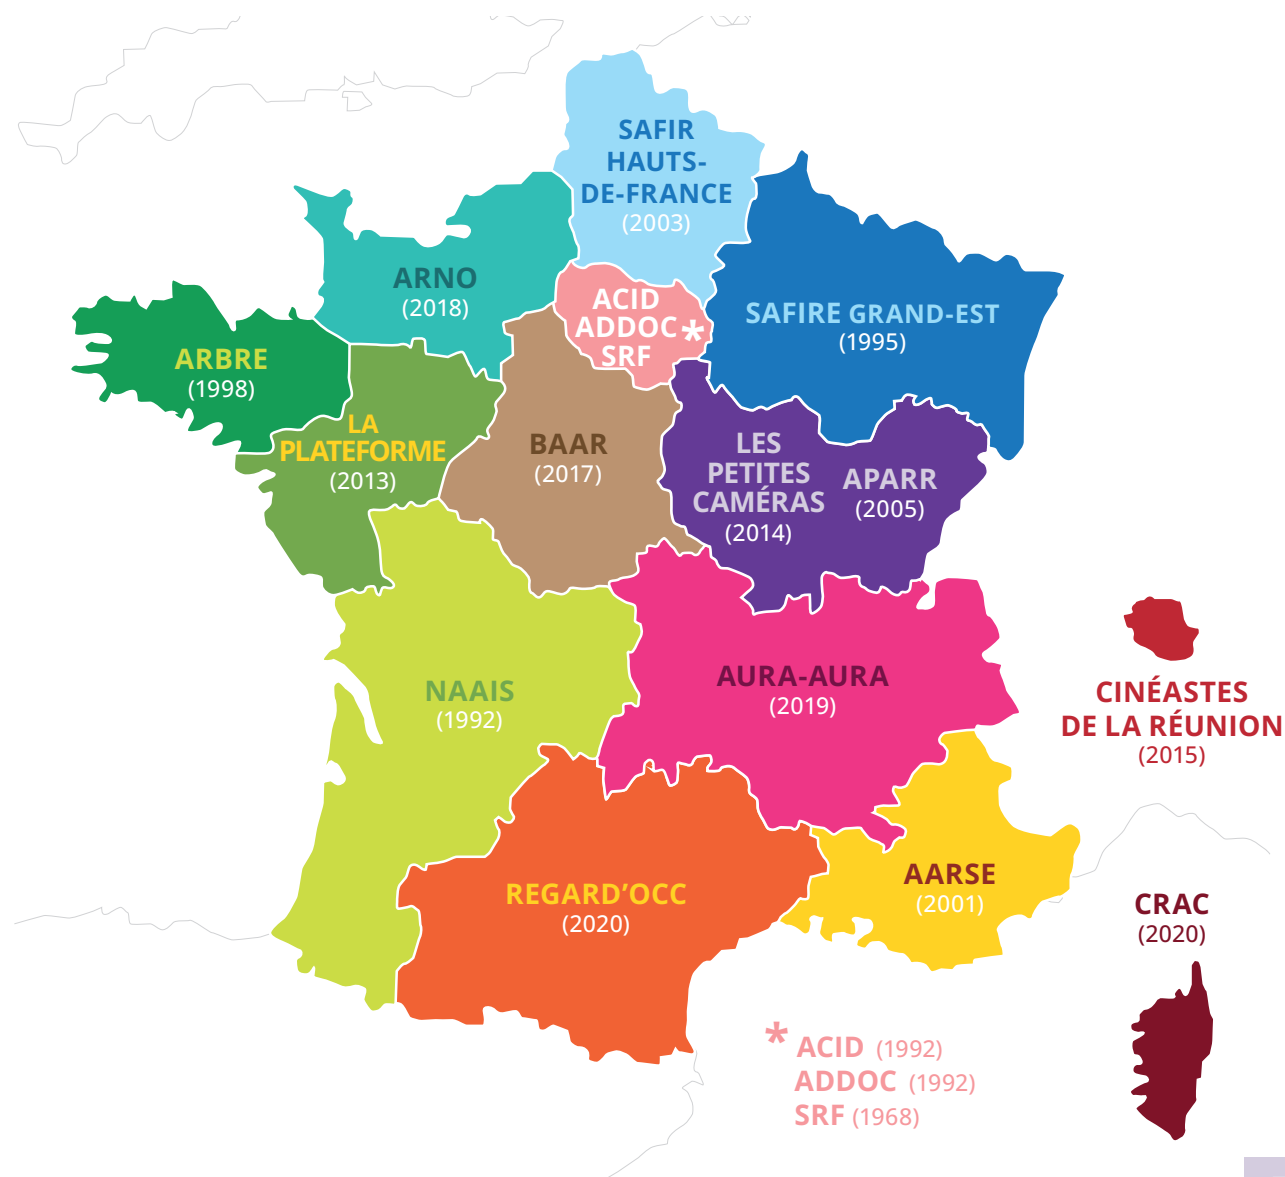 SAFIR
HAUTS-
DE-FRANCE
(2003)
ARNO
(2018)
ACID
ADDOC*
SRF
SAFIRE GRAND-EST
(1995)
ARBRE
(1998)
LA
PLATEFORME
(2013)
BAAR
(2017)
LES
PETITES
CAMÉRAS
(2014)
APARR
(2005)
NAAIS
(1992)
AURA-AURA
(2019)
CINÉASTES
DE LA RÉUNION
(2015)
REGARD’OCC
(2020)
AARSE
(2001)
CRAC
(2020)
* ACID (1992)
ADDOC (1992)
SRF (1968)